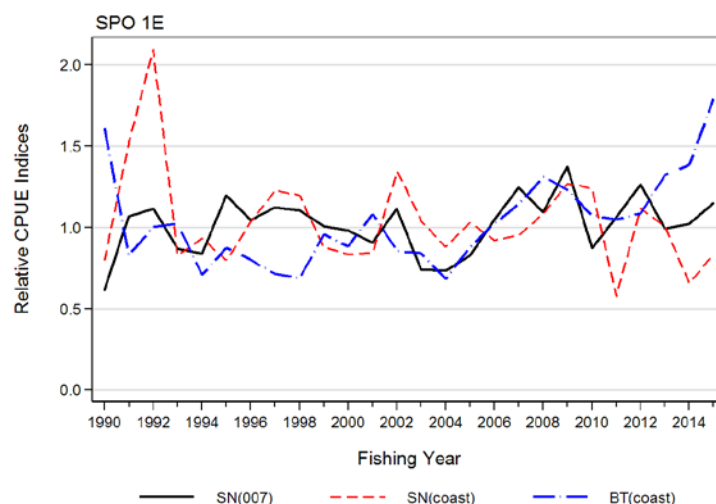 SPO 1E
Relative CPUE Indices
2.0
1.5
1.0
0.5
0.0
1990 1992 1994 1996 1998 2000 2002 2004 2006 2008 2010 2012 2014
Fishing Year
SN(007) SN(coast) BT(coast)